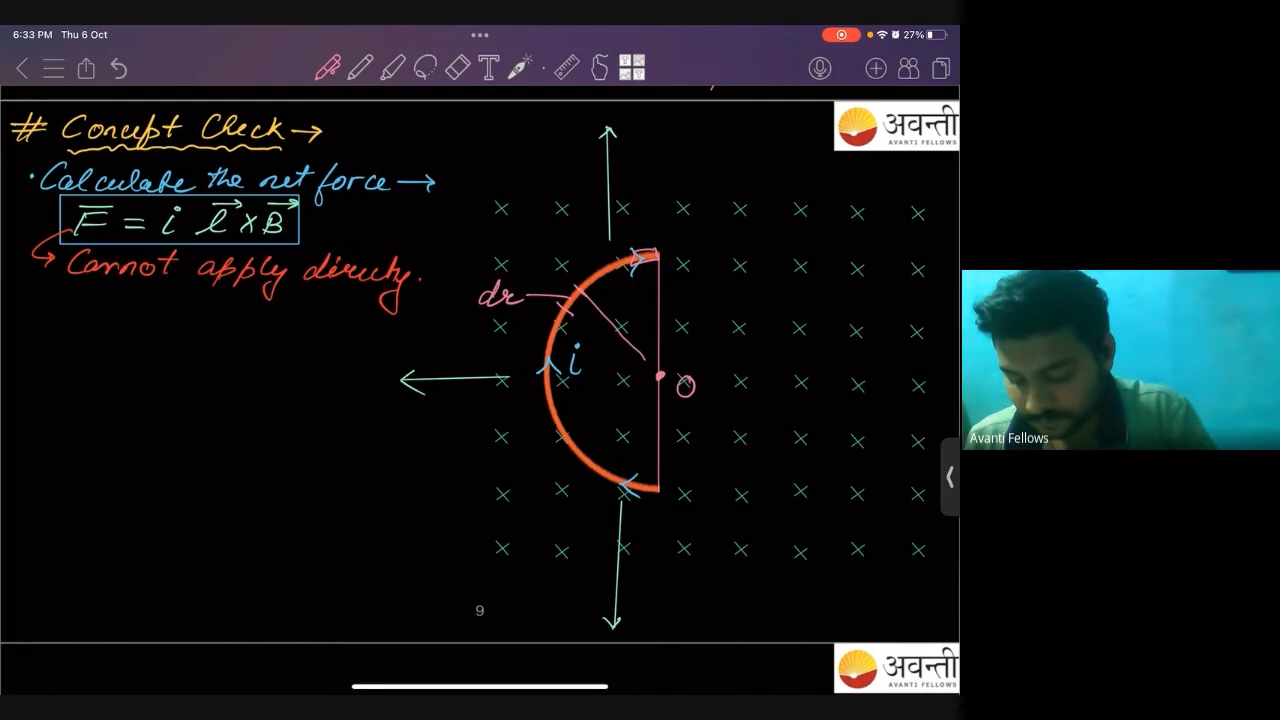 6:33 PM Thu 6 Oct
27%
# Concept Check →
अवन्ती
AVANTI FELLOWS
· Calculate the net force →
F = i l × B
Cannot apply directly.
dr
i
O
Avanti Fellows
9
अवन्ती
AVANTI FELLOWS